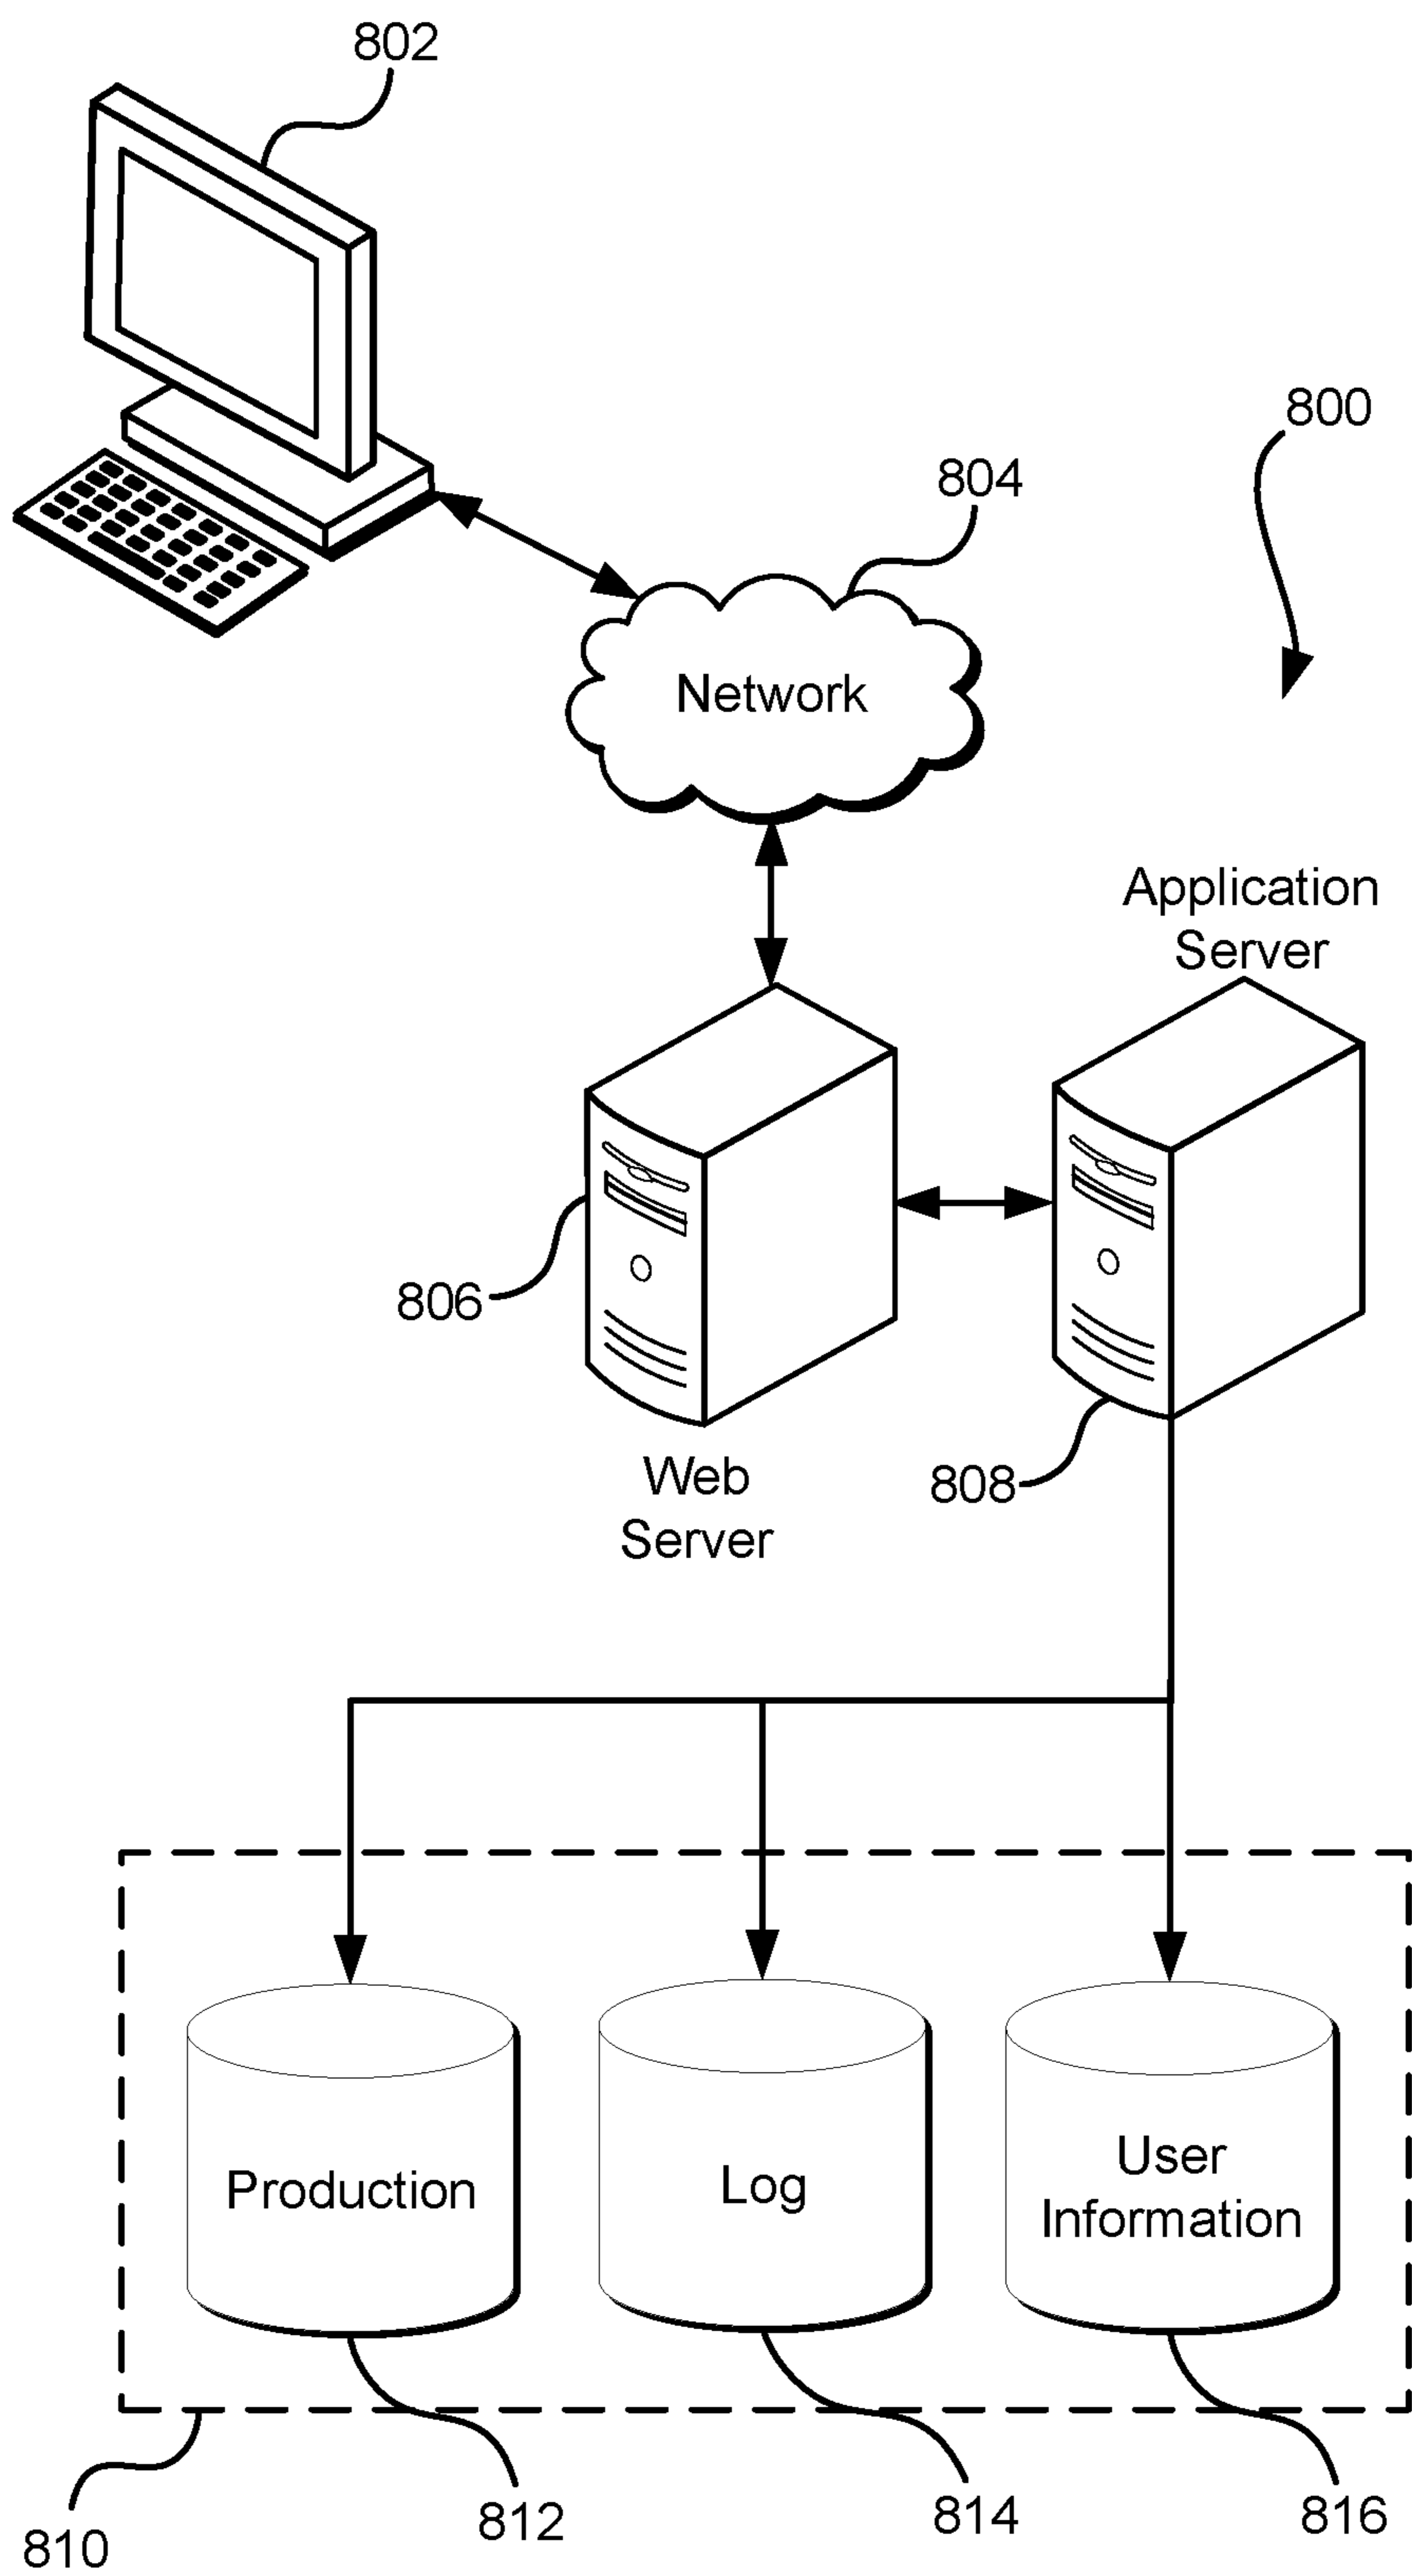 802
800
804
Network
Application
Server
806
808
Web
Server
Production
Log
User
Information
810
812
814
816